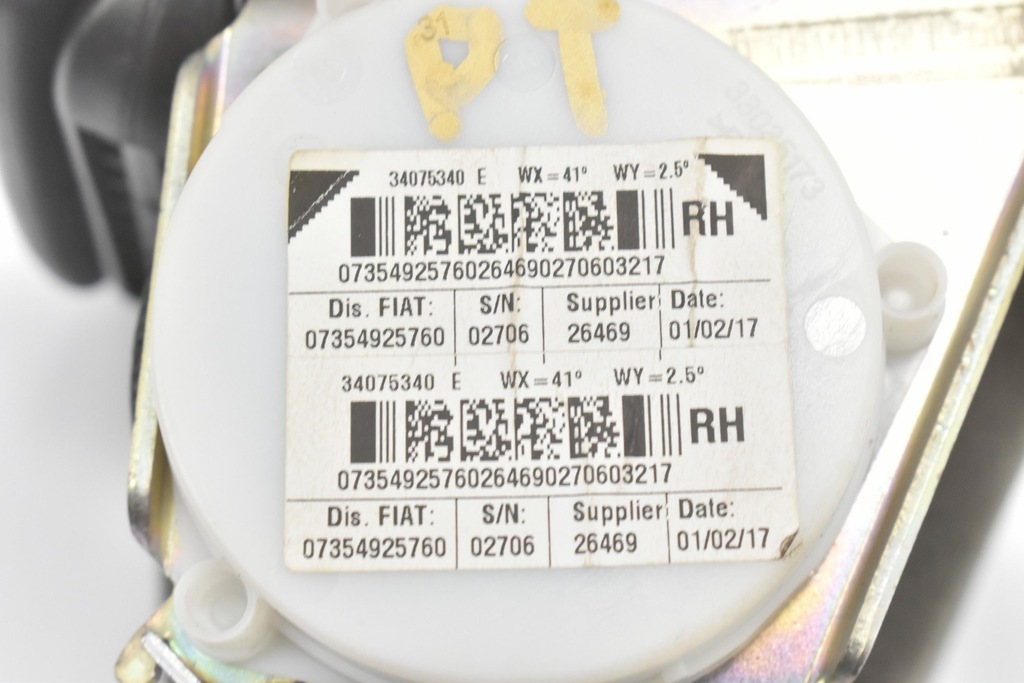 PT
31
34075340 E WX=41° WY=2.5°
RH
07354925760264690270603217
Dis. FIAT: S/N: Supplier Date:
07354925760 02706 26469 01/02/17
34075340 E WX=41° WY=2.5°
RH
07354925760264690270603217
Dis. FIAT: S/N: Supplier Date:
07354925760 02706 26469 01/02/17